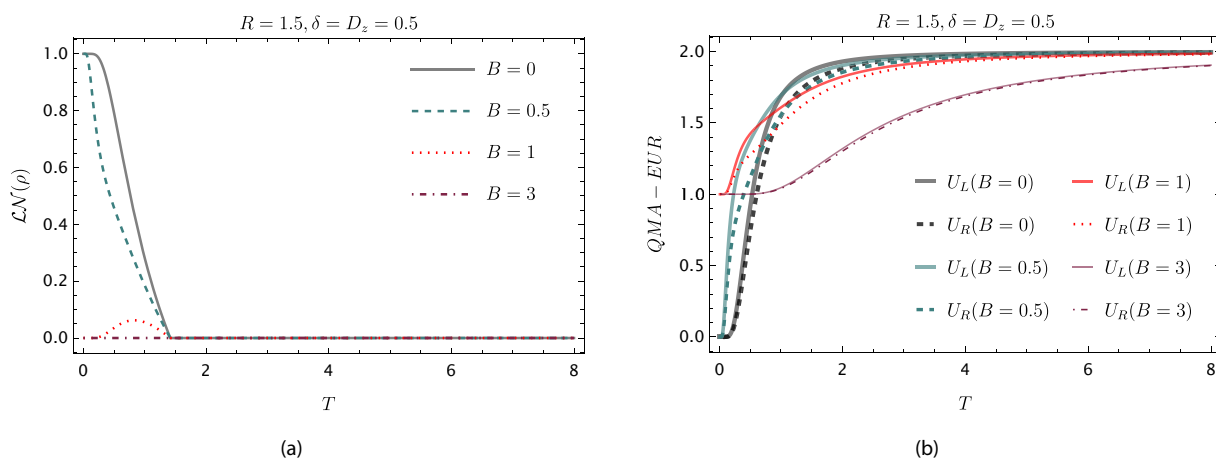 R = 1.5, δ = D_z = 0.5
1.0
0.8
0.6
0.4
0.2
0.0
ℒ𝒩(ρ)
B = 0
B = 0.5
B = 1
B = 3
0 2 4 6 8
T
(a)
R = 1.5, δ = D_z = 0.5
2.0
1.5
1.0
0.5
0.0
QMA − EUR
U_L(B = 0) U_L(B = 1)
U_R(B = 0) U_R(B = 1)
U_L(B = 0.5) U_L(B = 3)
U_R(B = 0.5) U_R(B = 3)
0 2 4 6 8
T
(b)